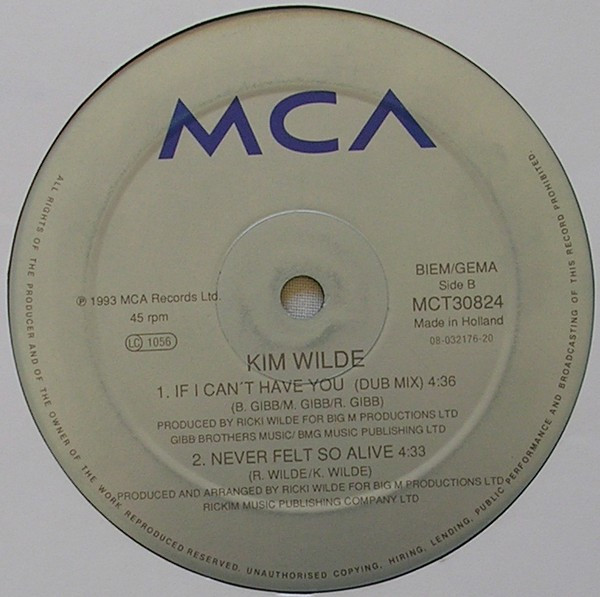 MCA
BIEM/GEMA
Side B
MCT30824
Made in Holland
08-032176-20
℗ 1993 MCA Records Ltd.
45 rpm
LC 1056
KIM WILDE
1. IF I CAN´T HAVE YOU (DUB MIX) 4:36
(B. GIBB/M. GIBB/R. GIBB)
PRODUCED BY RICKI WILDE FOR BIG M PRODUCTIONS LTD
GIBB BROTHERS MUSIC/ BMG MUSIC PUBLISHING LTD
2. NEVER FELT SO ALIVE 4:33
(R. WILDE/K. WILDE)
PRODUCED AND ARRANGED BY RICKI WILDE FOR BIG M PRODUCTIONS LTD
RICKIM MUSIC PUBLISHING COMPANY LTD
ALL RIGHTS OF THE PRODUCER AND OF THE OWNER OF THE WORK REPRODUCED RESERVED. UNAUTHORISED COPYING, HIRING, LENDING, PUBLIC PERFORMANCE AND BROADCASTING OF THIS RECORD PROHIBITED.